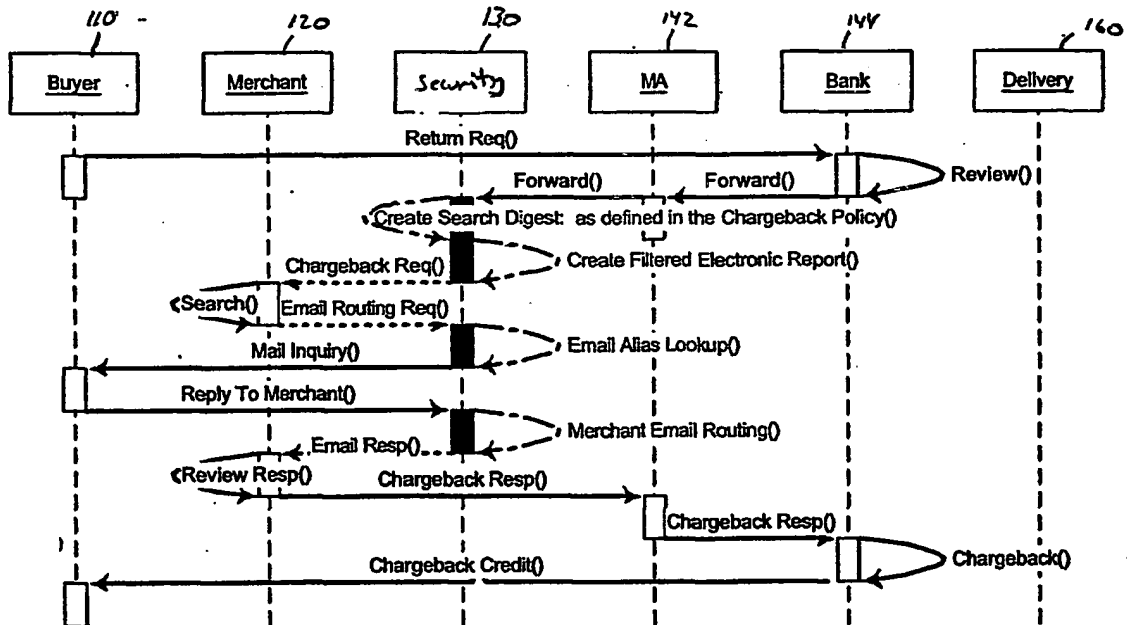 110 120 130 142 144 160
Buyer Merchant Security MA Bank Delivery
Return Req()
Review()
Forward() Forward()
Create Search Digest: as defined in the Chargeback Policy()
Create Filtered Electronic Report()
Chargeback Req()
Search() Email Routing Req()
Email Alias Lookup()
Mail Inquiry()
Reply To Merchant()
Merchant Email Routing()
Email Resp()
Review Resp() Chargeback Resp()
Chargeback Resp()
Chargeback()
Chargeback Credit()